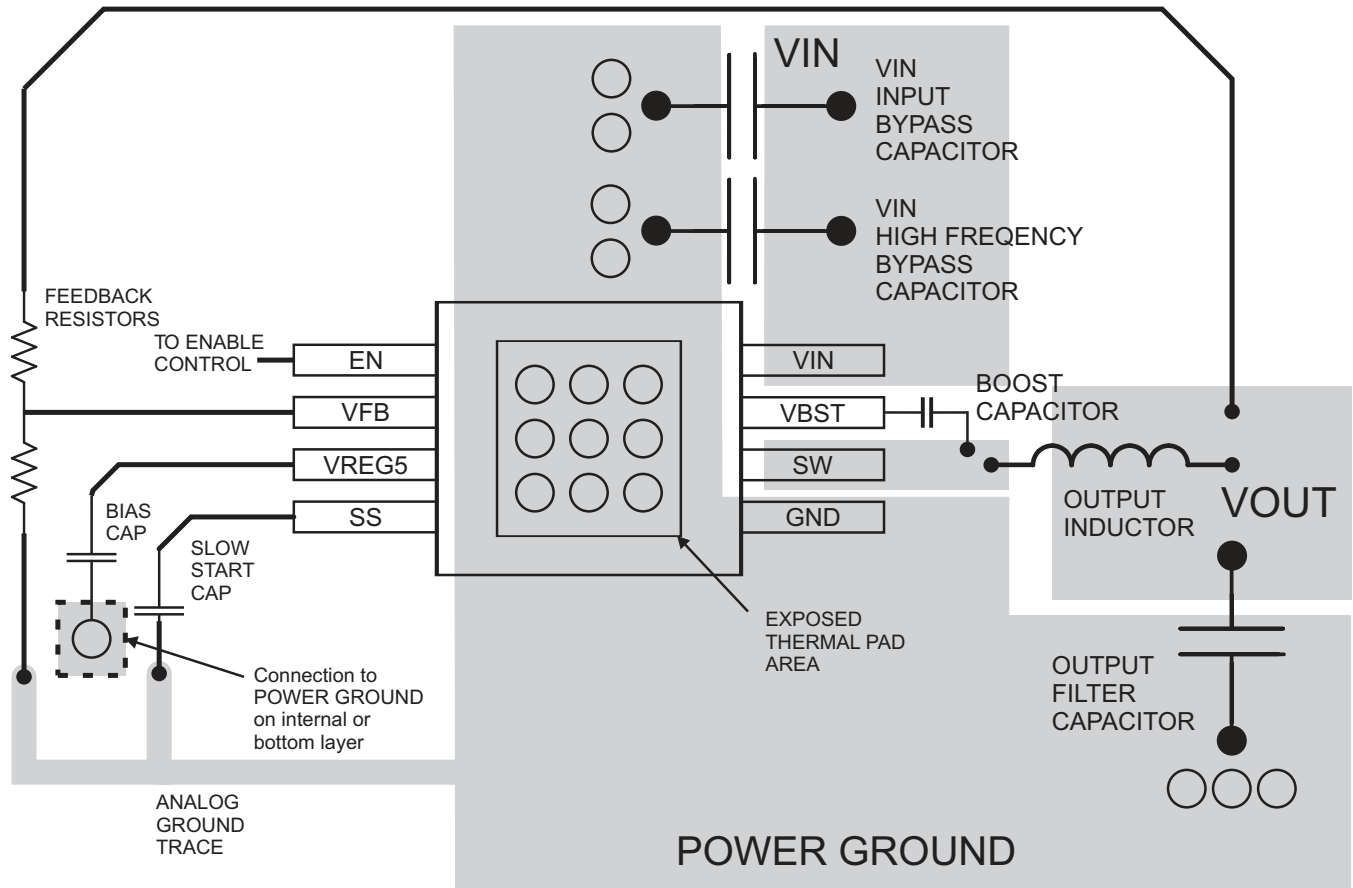 VIN
VIN
INPUT
BYPASS
CAPACITOR
VIN
HIGH FREQENCY
BYPASS
CAPACITOR
FEEDBACK
RESISTORS
TO ENABLE
CONTROL
EN
VFB
VREG5
SS
VIN
VBST
SW
GND
BOOST
CAPACITOR
OUTPUT
INDUCTOR
VOUT
BIAS
CAP
SLOW
START
CAP
EXPOSED
THERMAL PAD
AREA
Connection to
POWER GROUND
on internal or
bottom layer
OUTPUT
FILTER
CAPACITOR
ANALOG
GROUND
TRACE
POWER GROUND